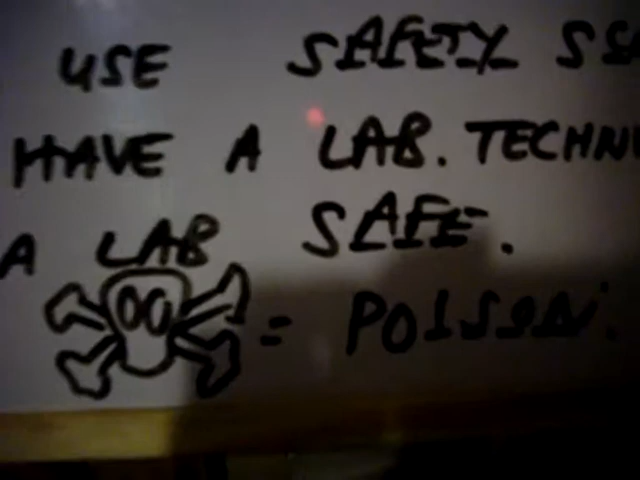 USE SAFETY
HAVE A LAB. TECHN
A LAB SAFE.
= POISON.